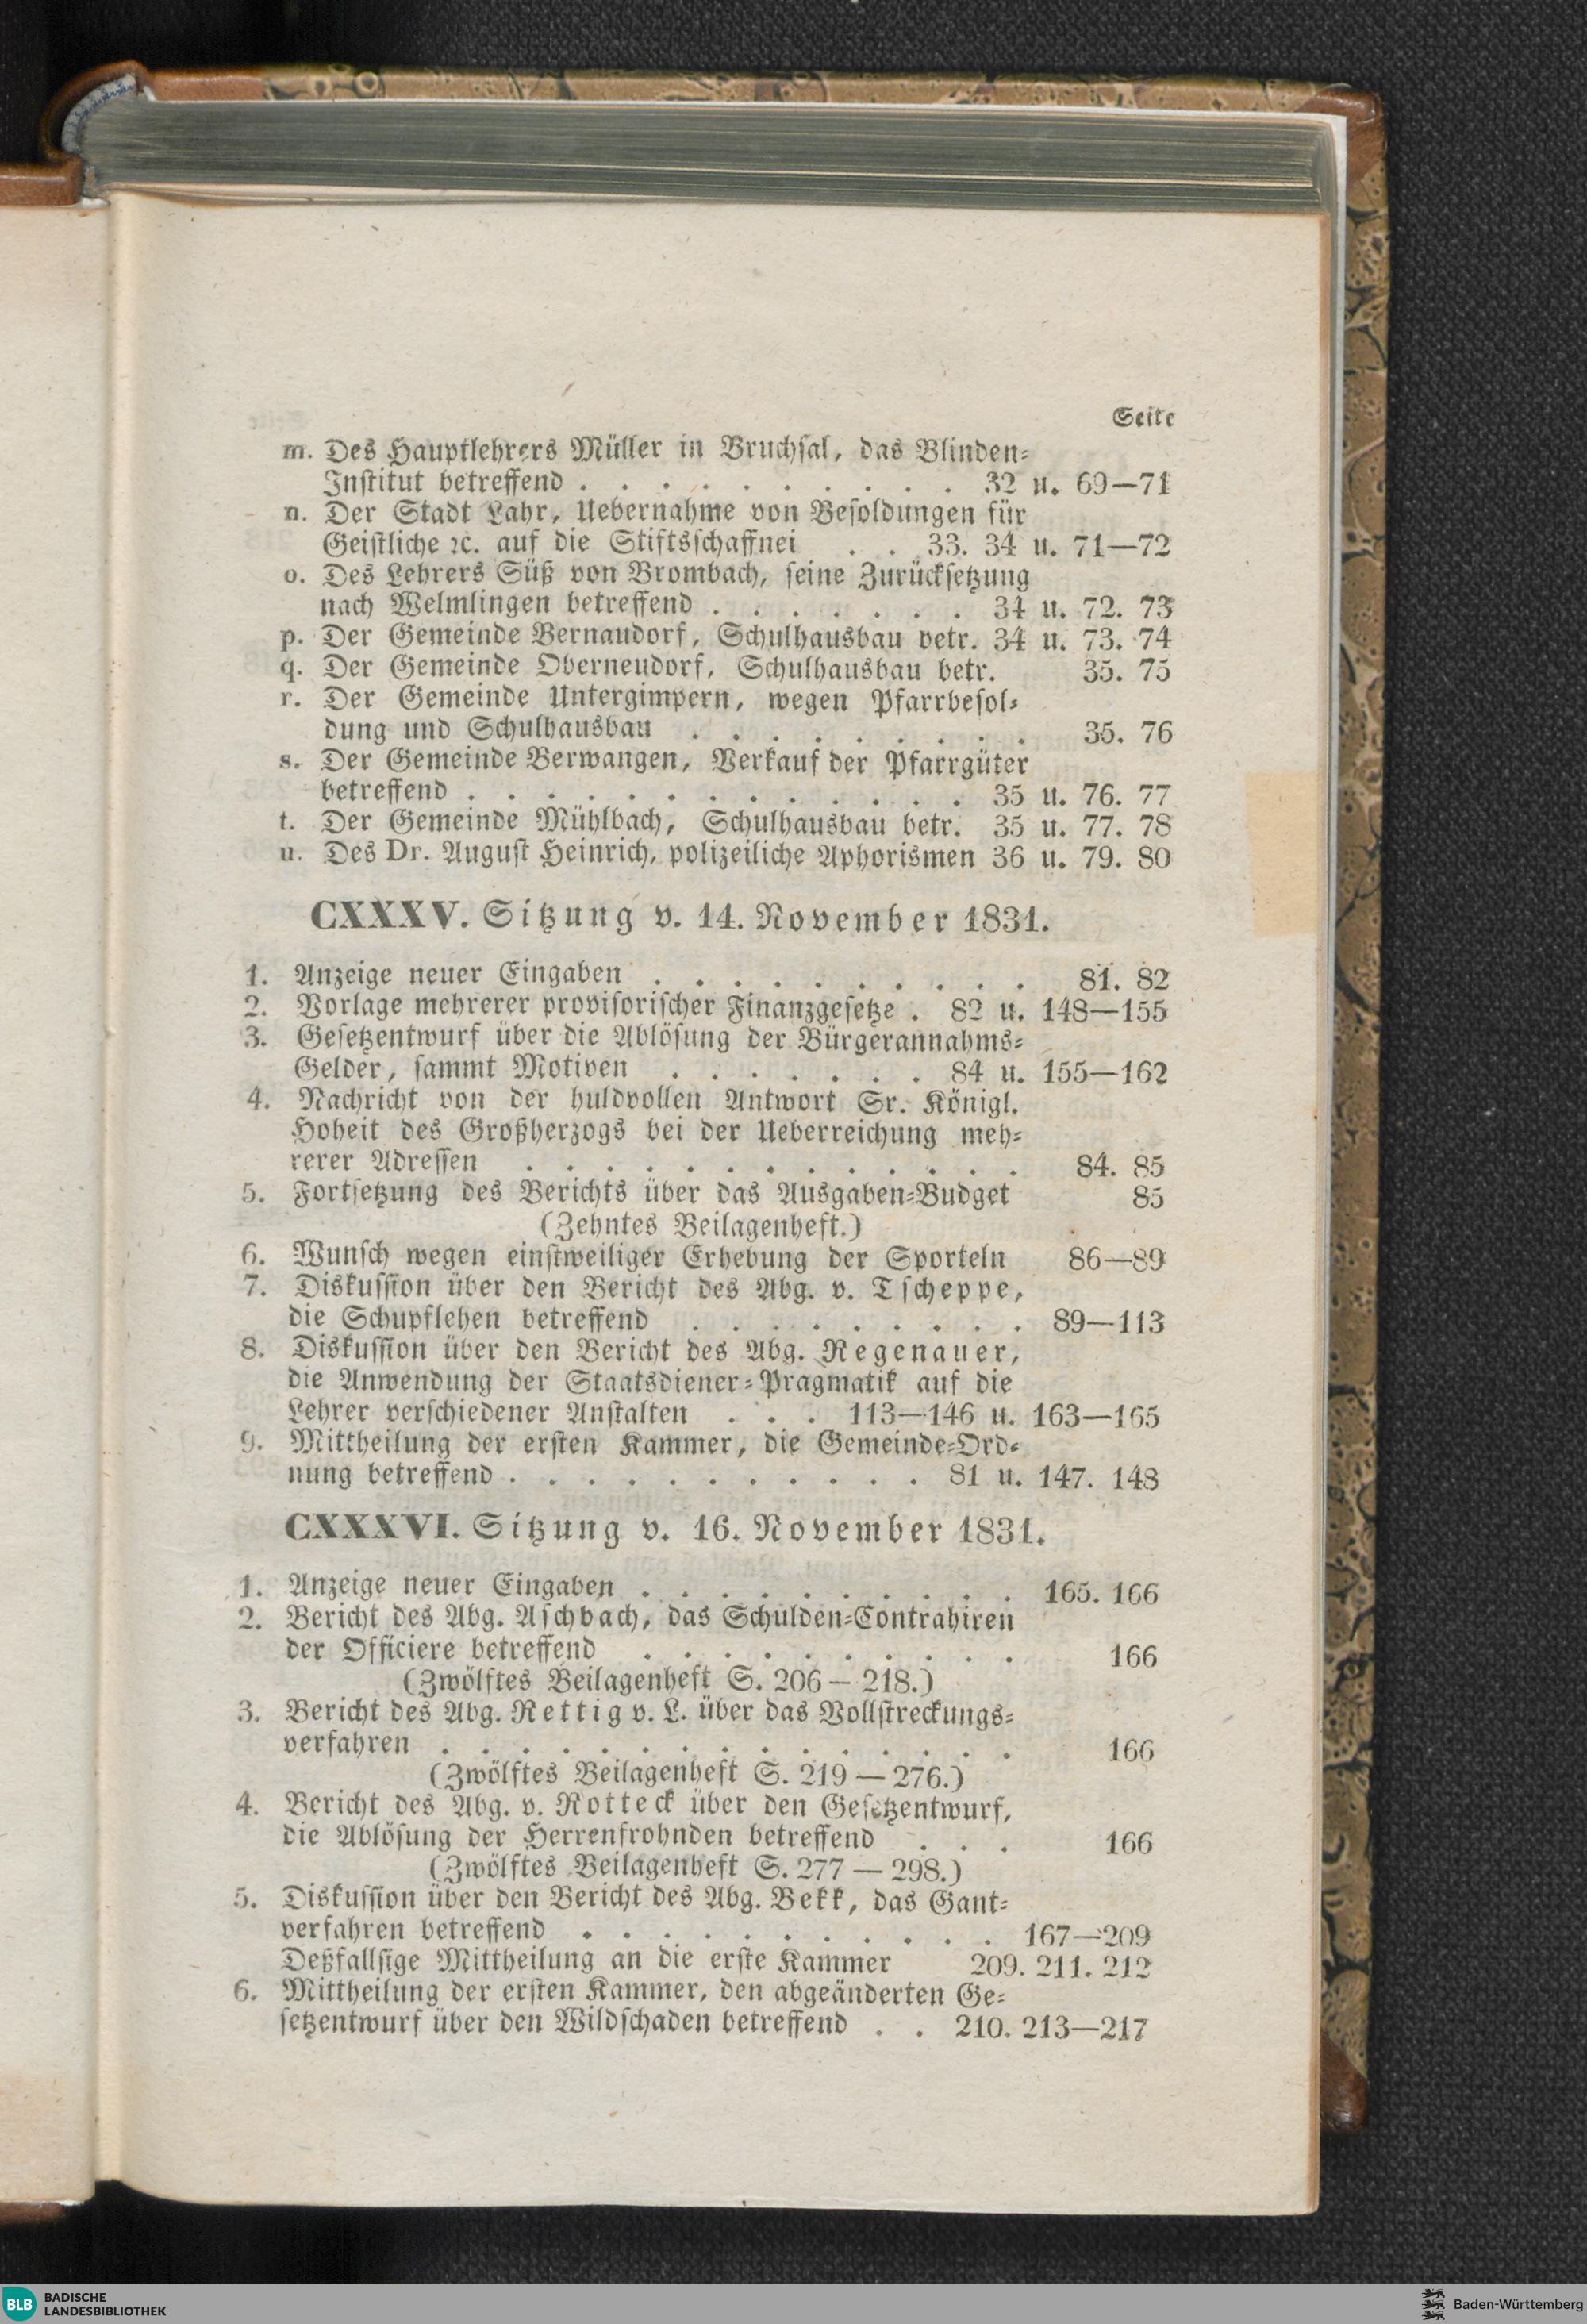 Seite
m. Des Hauptlehrers Müller in Bruchsal, das Blinden-
Institut betreffend . . . . . . . . . . 32 u. 69—71
n. Der Stadt Lahr, Uebernahme von Besoldungen für
Geistliche ꝛc. auf die Stiftsschaffnei . . 33. 34 u. 71—72
o. Des Lehrers Süß von Brombach, seine Zurücksetzung
nach Welmlingen betreffend . . . . . . . 34 u. 72. 73
p. Der Gemeinde Bernaudorf, Schulhausbau betr. 34 u. 73. 74
q. Der Gemeinde Oberneudorf, Schulhausbau betr. 35. 75
r. Der Gemeinde Untergimpern, wegen Pfarrbesol-
dung und Schulhausbau . . . . . . . . . 35. 76
s. Der Gemeinde Berwangen, Verkauf der Pfarrgüter
betreffend . . . . . . . . . . . . . 35 u. 76. 77
t. Der Gemeinde Mühlbach, Schulhausbau betr. 35 u. 77. 78
u. Des Dr. August Heinrich, polizeiliche Aphorismen 36 u. 79. 80
CXXXV. Sitzung v. 14. November 1831.
1. Anzeige neuer Eingaben . . . . . . . . . . 81. 82
2. Vorlage mehrerer provisorischer Finanzgesetze . 82 u. 148—155
3. Gesetzentwurf über die Ablösung der Bürgerannahms-
Gelder, sammt Motiven . . . . . . . 84 u. 155—162
4. Nachricht von der huldvollen Antwort Sr. Königl.
Hoheit des Großherzogs bei der Ueberreichung meh-
rerer Adressen . . . . . . . . . . . . . 84. 85
5. Fortsetzung des Berichts über das Ausgaben-Budget 85
(Zehntes Beilagenheft.)
6. Wunsch wegen einstweiliger Erhebung der Sporteln 86—89
7. Diskussion über den Bericht des Abg. v. Tscheppe,
die Schupflehen betreffend . . . . . . . . . 89—113
8. Diskussion über den Bericht des Abg. Regenauer,
die Anwendung der Staatsdiener-Pragmatik auf die
Lehrer verschiedener Anstalten . . . 113—146 u. 163—165
9. Mittheilung der ersten Kammer, die Gemeinde-Ord-
nung betreffend . . . . . . . . . . . 81 u. 147. 148
CXXXVI. Sitzung v. 16. November 1831.
1. Anzeige neuer Eingaben . . . . . . . . . . 165. 166
2. Bericht des Abg. Aschbach, das Schulden-Contrahiren
der Officiere betreffend . . . . . . . . . . 166
(Zwölftes Beilagenheft S. 206 — 218.)
3. Bericht des Abg. Rettig v. L. über das Vollstreckungs-
verfahren . . . . . . . . . . . . . . . 166
(Zwölftes Beilagenheft S. 219 — 276.)
4. Bericht des Abg. v. Rotteck über den Gesetzentwurf,
die Ablösung der Herrenfrohnden betreffend . . . 166
(Zwölftes Beilagenheft S. 277 — 298.)
5. Diskussion über den Bericht des Abg. Bekk, das Gant-
verfahren betreffend . . . . . . . . . . . 167—209
Deßfallsige Mittheilung an die erste Kammer 209. 211. 212
6. Mittheilung der ersten Kammer, den abgeänderten Ge-
setzentwurf über den Wildschaden betreffend . . 210. 213—217
BLB BADISCHE
LANDESBIBLIOTHEK
Baden-Württemberg